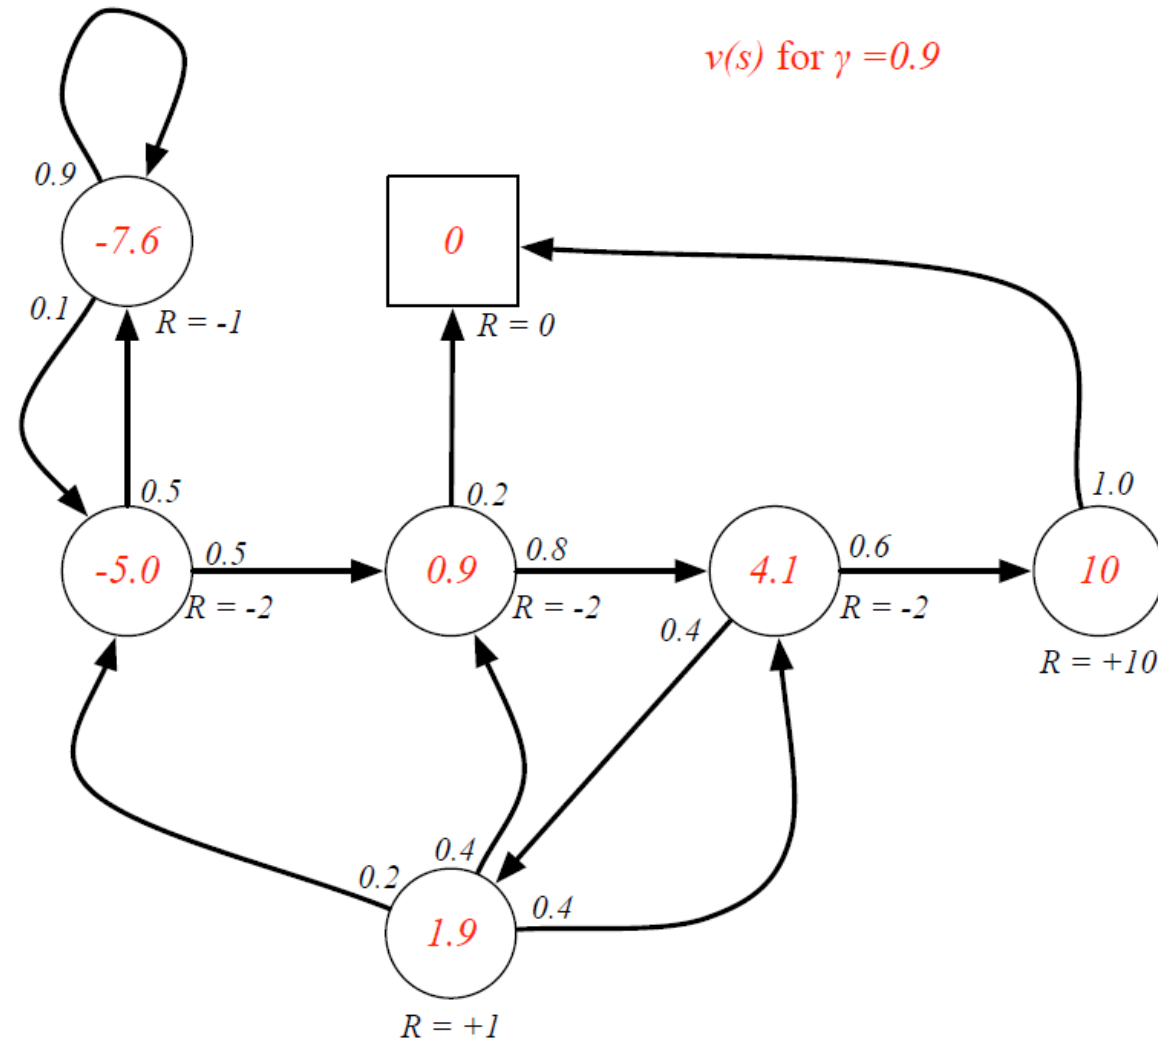 v(s) for γ =0.9
0.9
-7.6
0
0.1
R = -1
R = 0
0.5
0.2
1.0
-5.0
0.5
0.9
0.8
4.1
0.6
10
R = -2
R = -2
R = -2
0.4
R = +10
0.4
0.2
0.4
1.9
R = +1